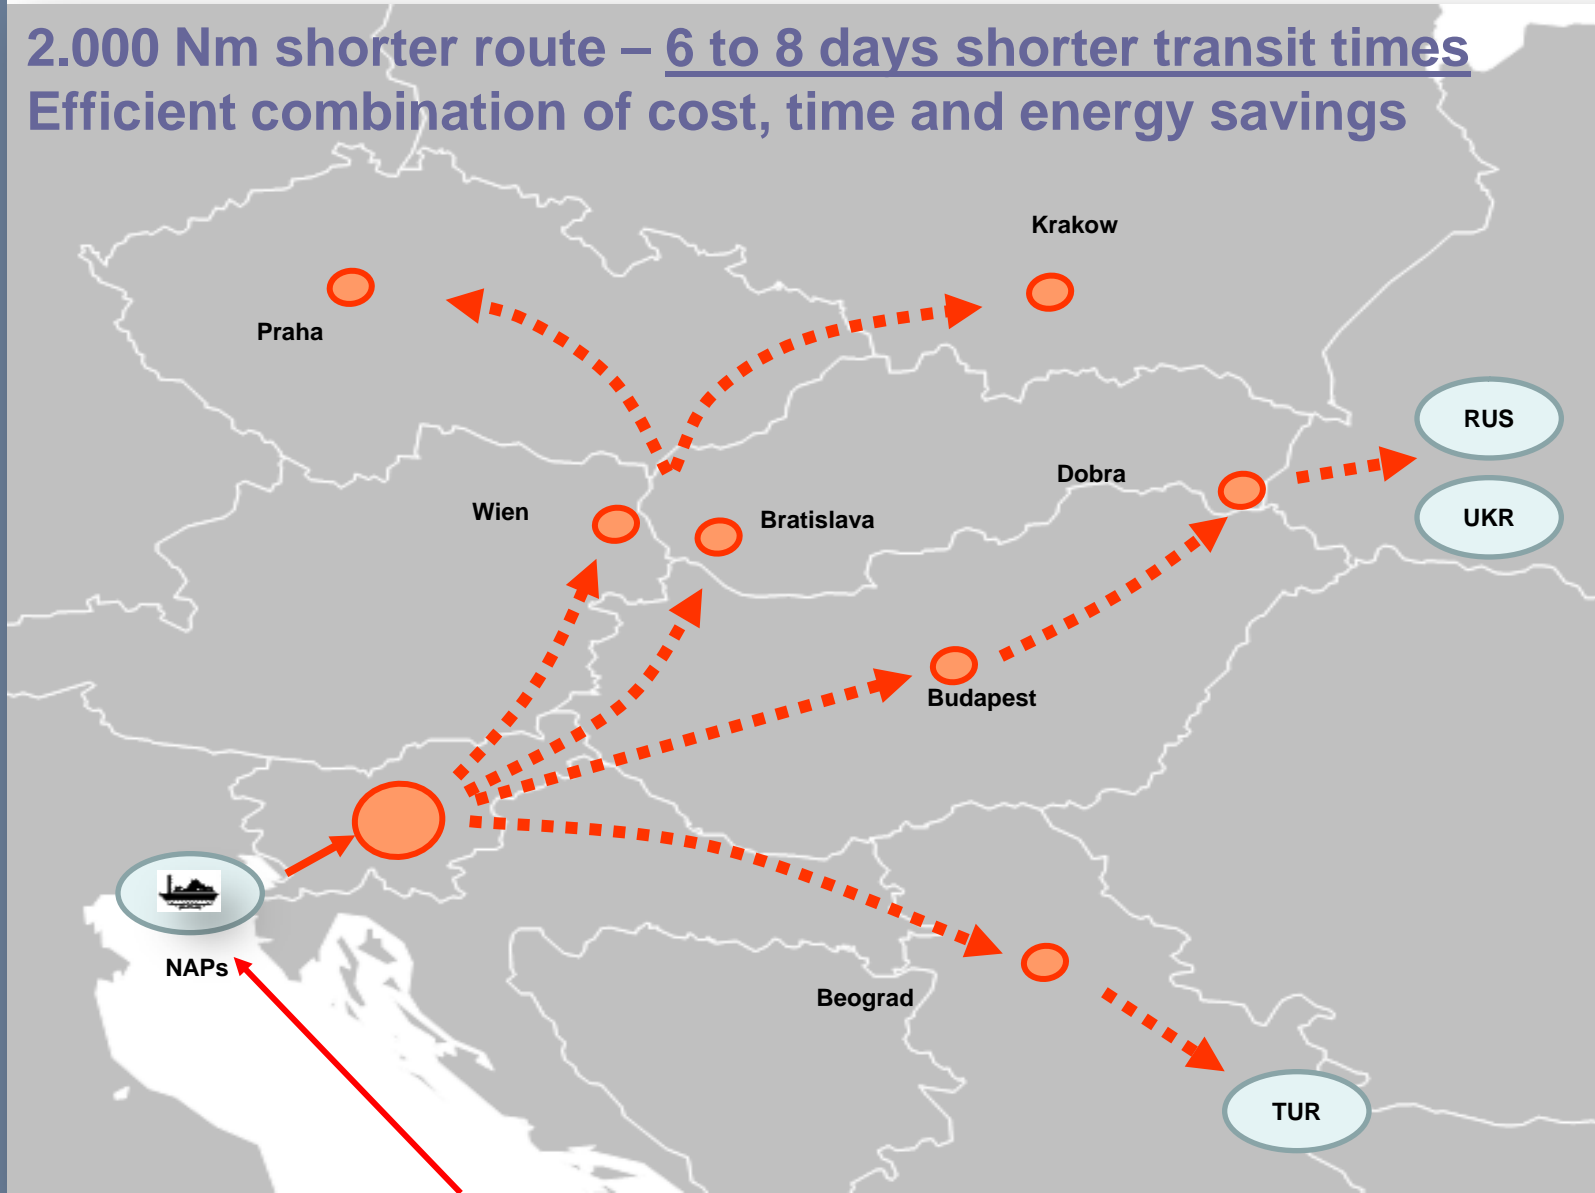 2.000 Nm shorter route – 6 to 8 days shorter transit times
Efficient combination of cost, time and energy savings
Krakow
Praha
RUS
Dobra
Wien
Bratislava
UKR
Budapest
NAPs
Beograd
TUR